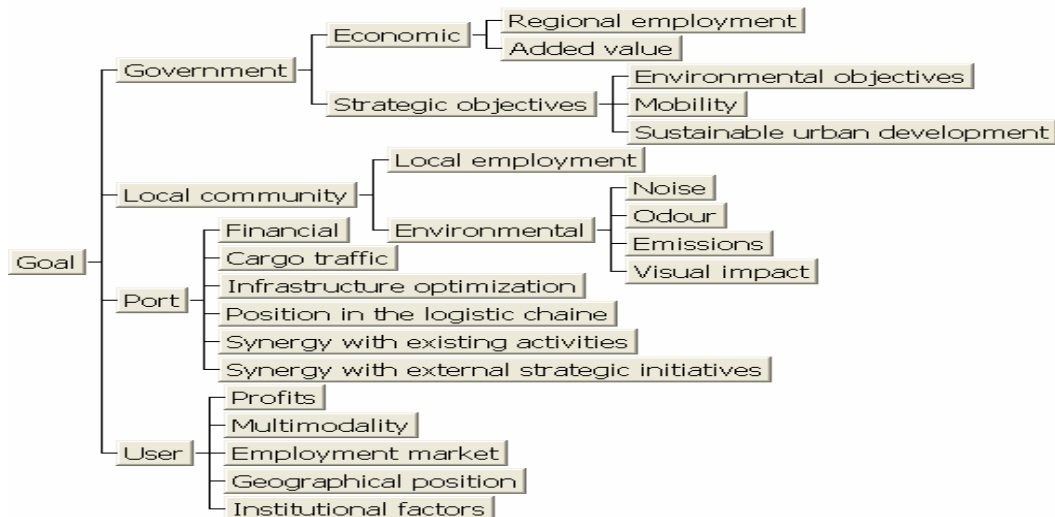 Regional employment
Economic
Added value
Government
Environmental objectives
Strategic objectives
Mobility
Sustainable urban development
Local employment
Local community
Noise
Odour
Environmental
Emissions
Visual impact
Goal
Financial
Cargo traffic
Infrastructure optimization
Port
Position in the logistic chaine
Synergy with existing activities
Synergy with external strategic initiatives
Profits
Multimodality
User
Employment market
Geographical position
Institutional factors